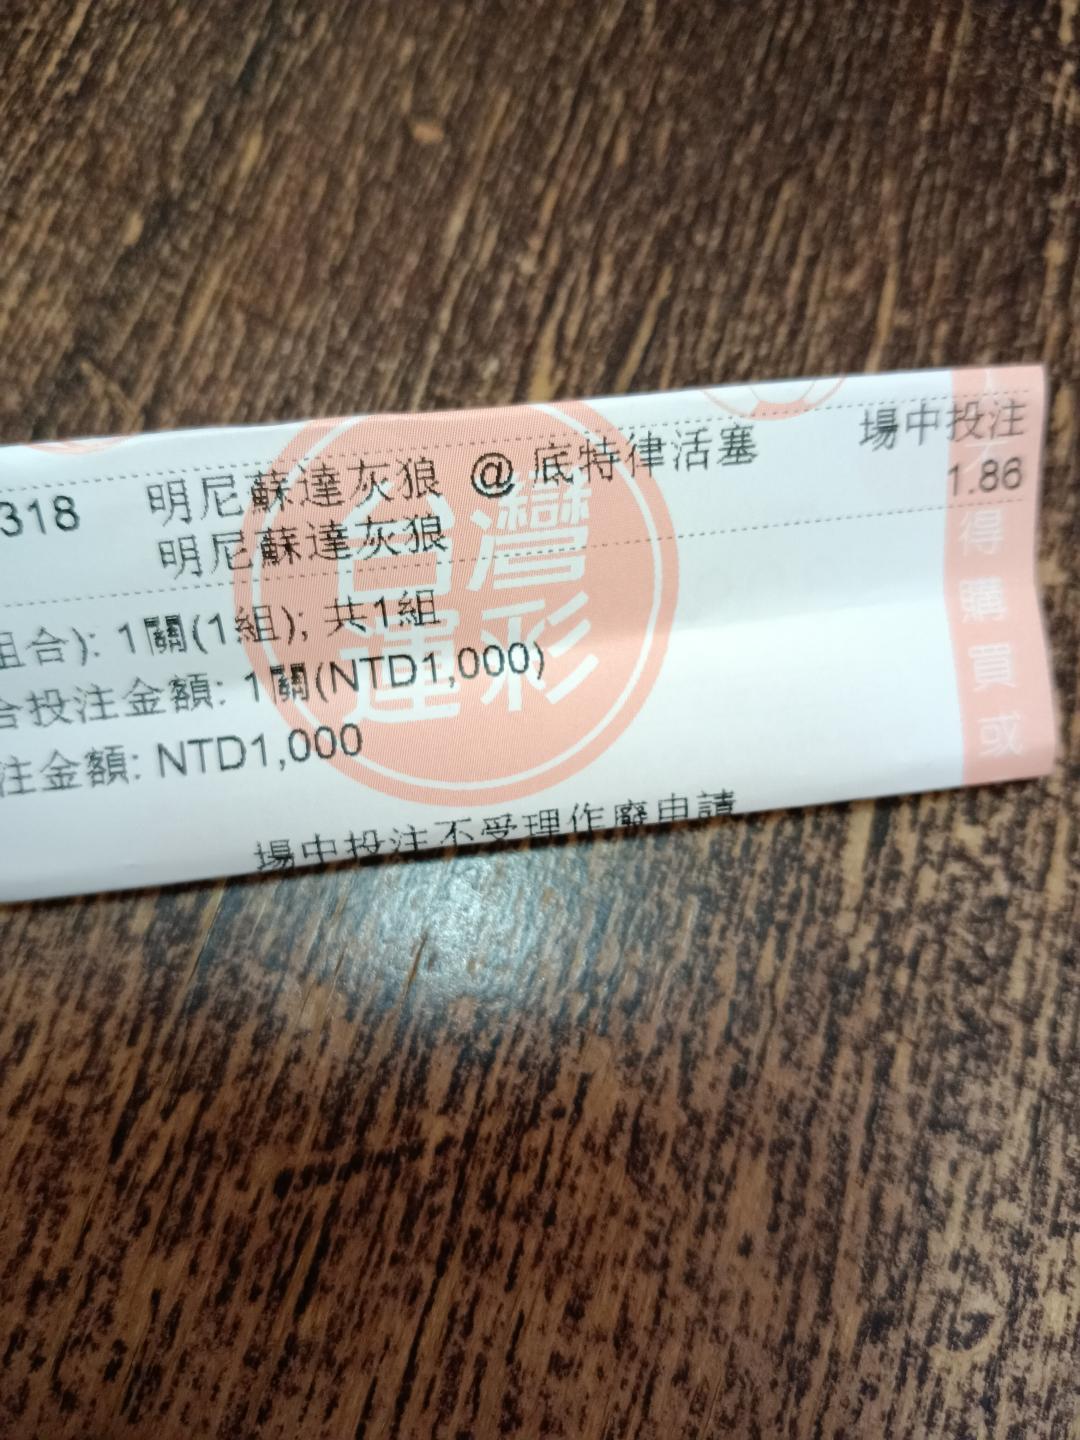 場中投注
318 明尼蘇達灰狼 @ 底特律活塞 1.86
明尼蘇達灰狼
組合): 1關(1組); 共1組
合投注金額: 1關(NTD1,000)
注金額: NTD1,000
場中投注不受理作廢申請
台灣
運彩
得購買或